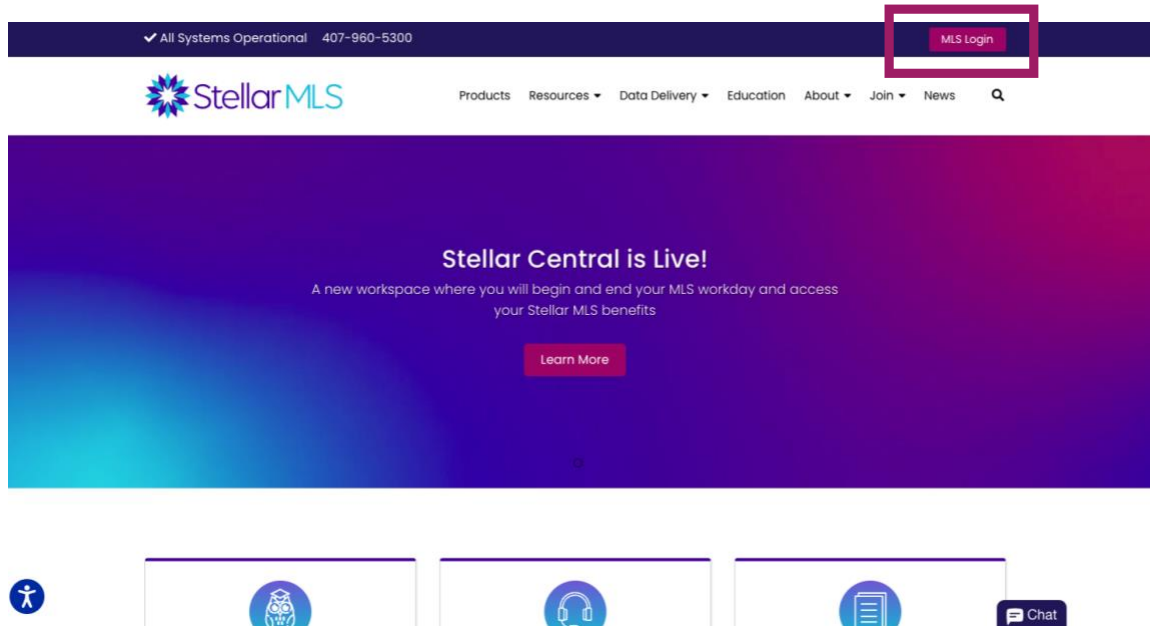 All Systems Operational 407-960-5300 MLS Login
StellarMLS Products Resources Data Delivery Education About Join News
Stellar Central is Live!
A new workspace where you will begin and end your MLS workday and access
your Stellar MLS benefits
Learn More
Chat